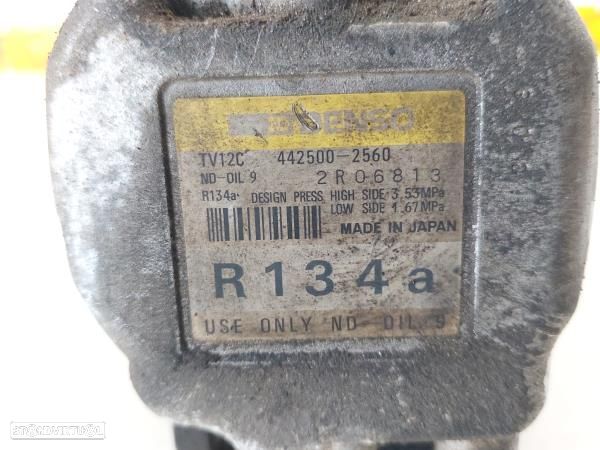 DENSO
TV12C 442500-2560
ND-OIL 9 2R06813
R134a DESIGN PRESS HIGH SIDE 3.53MPa
LOW SIDE 1.67MPa
MADE IN JAPAN
R134a
USE ONLY ND-OIL 9